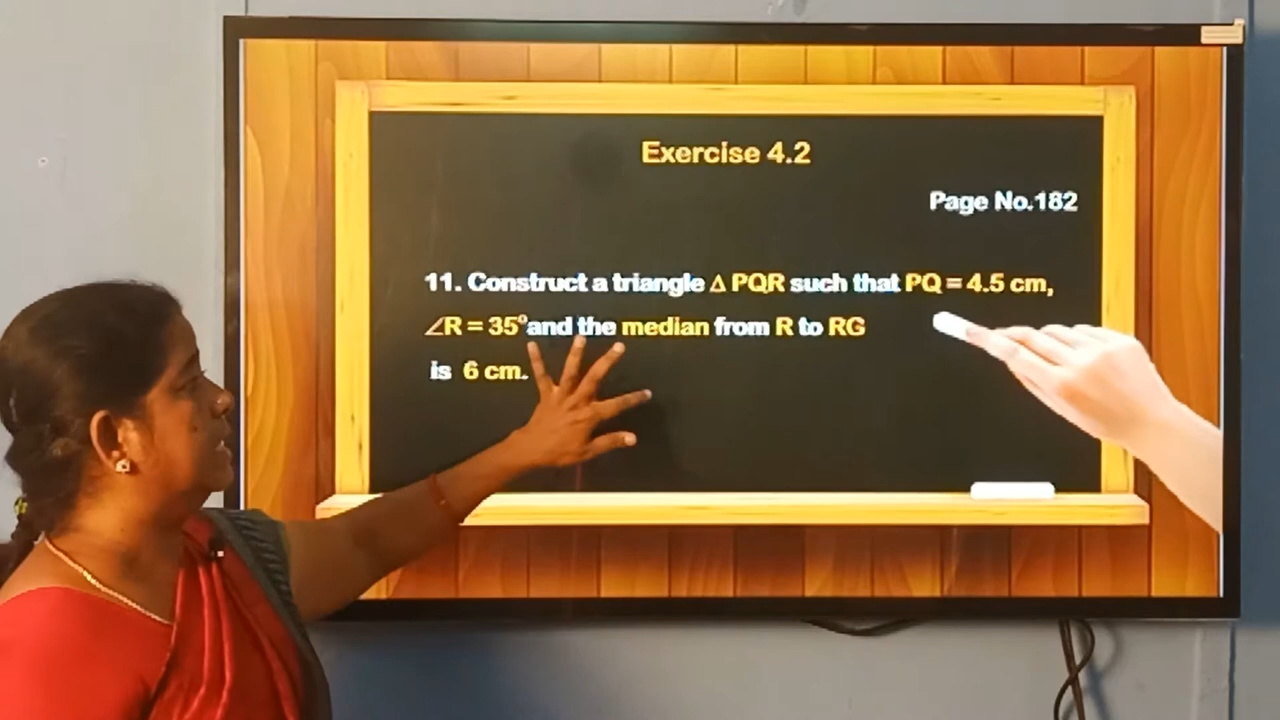 Exercise 4.2
Page No.182
11. Construct a triangle Δ PQR such that PQ = 4.5 cm,
∠R = 35° and the median from R to RG
is 6 cm.